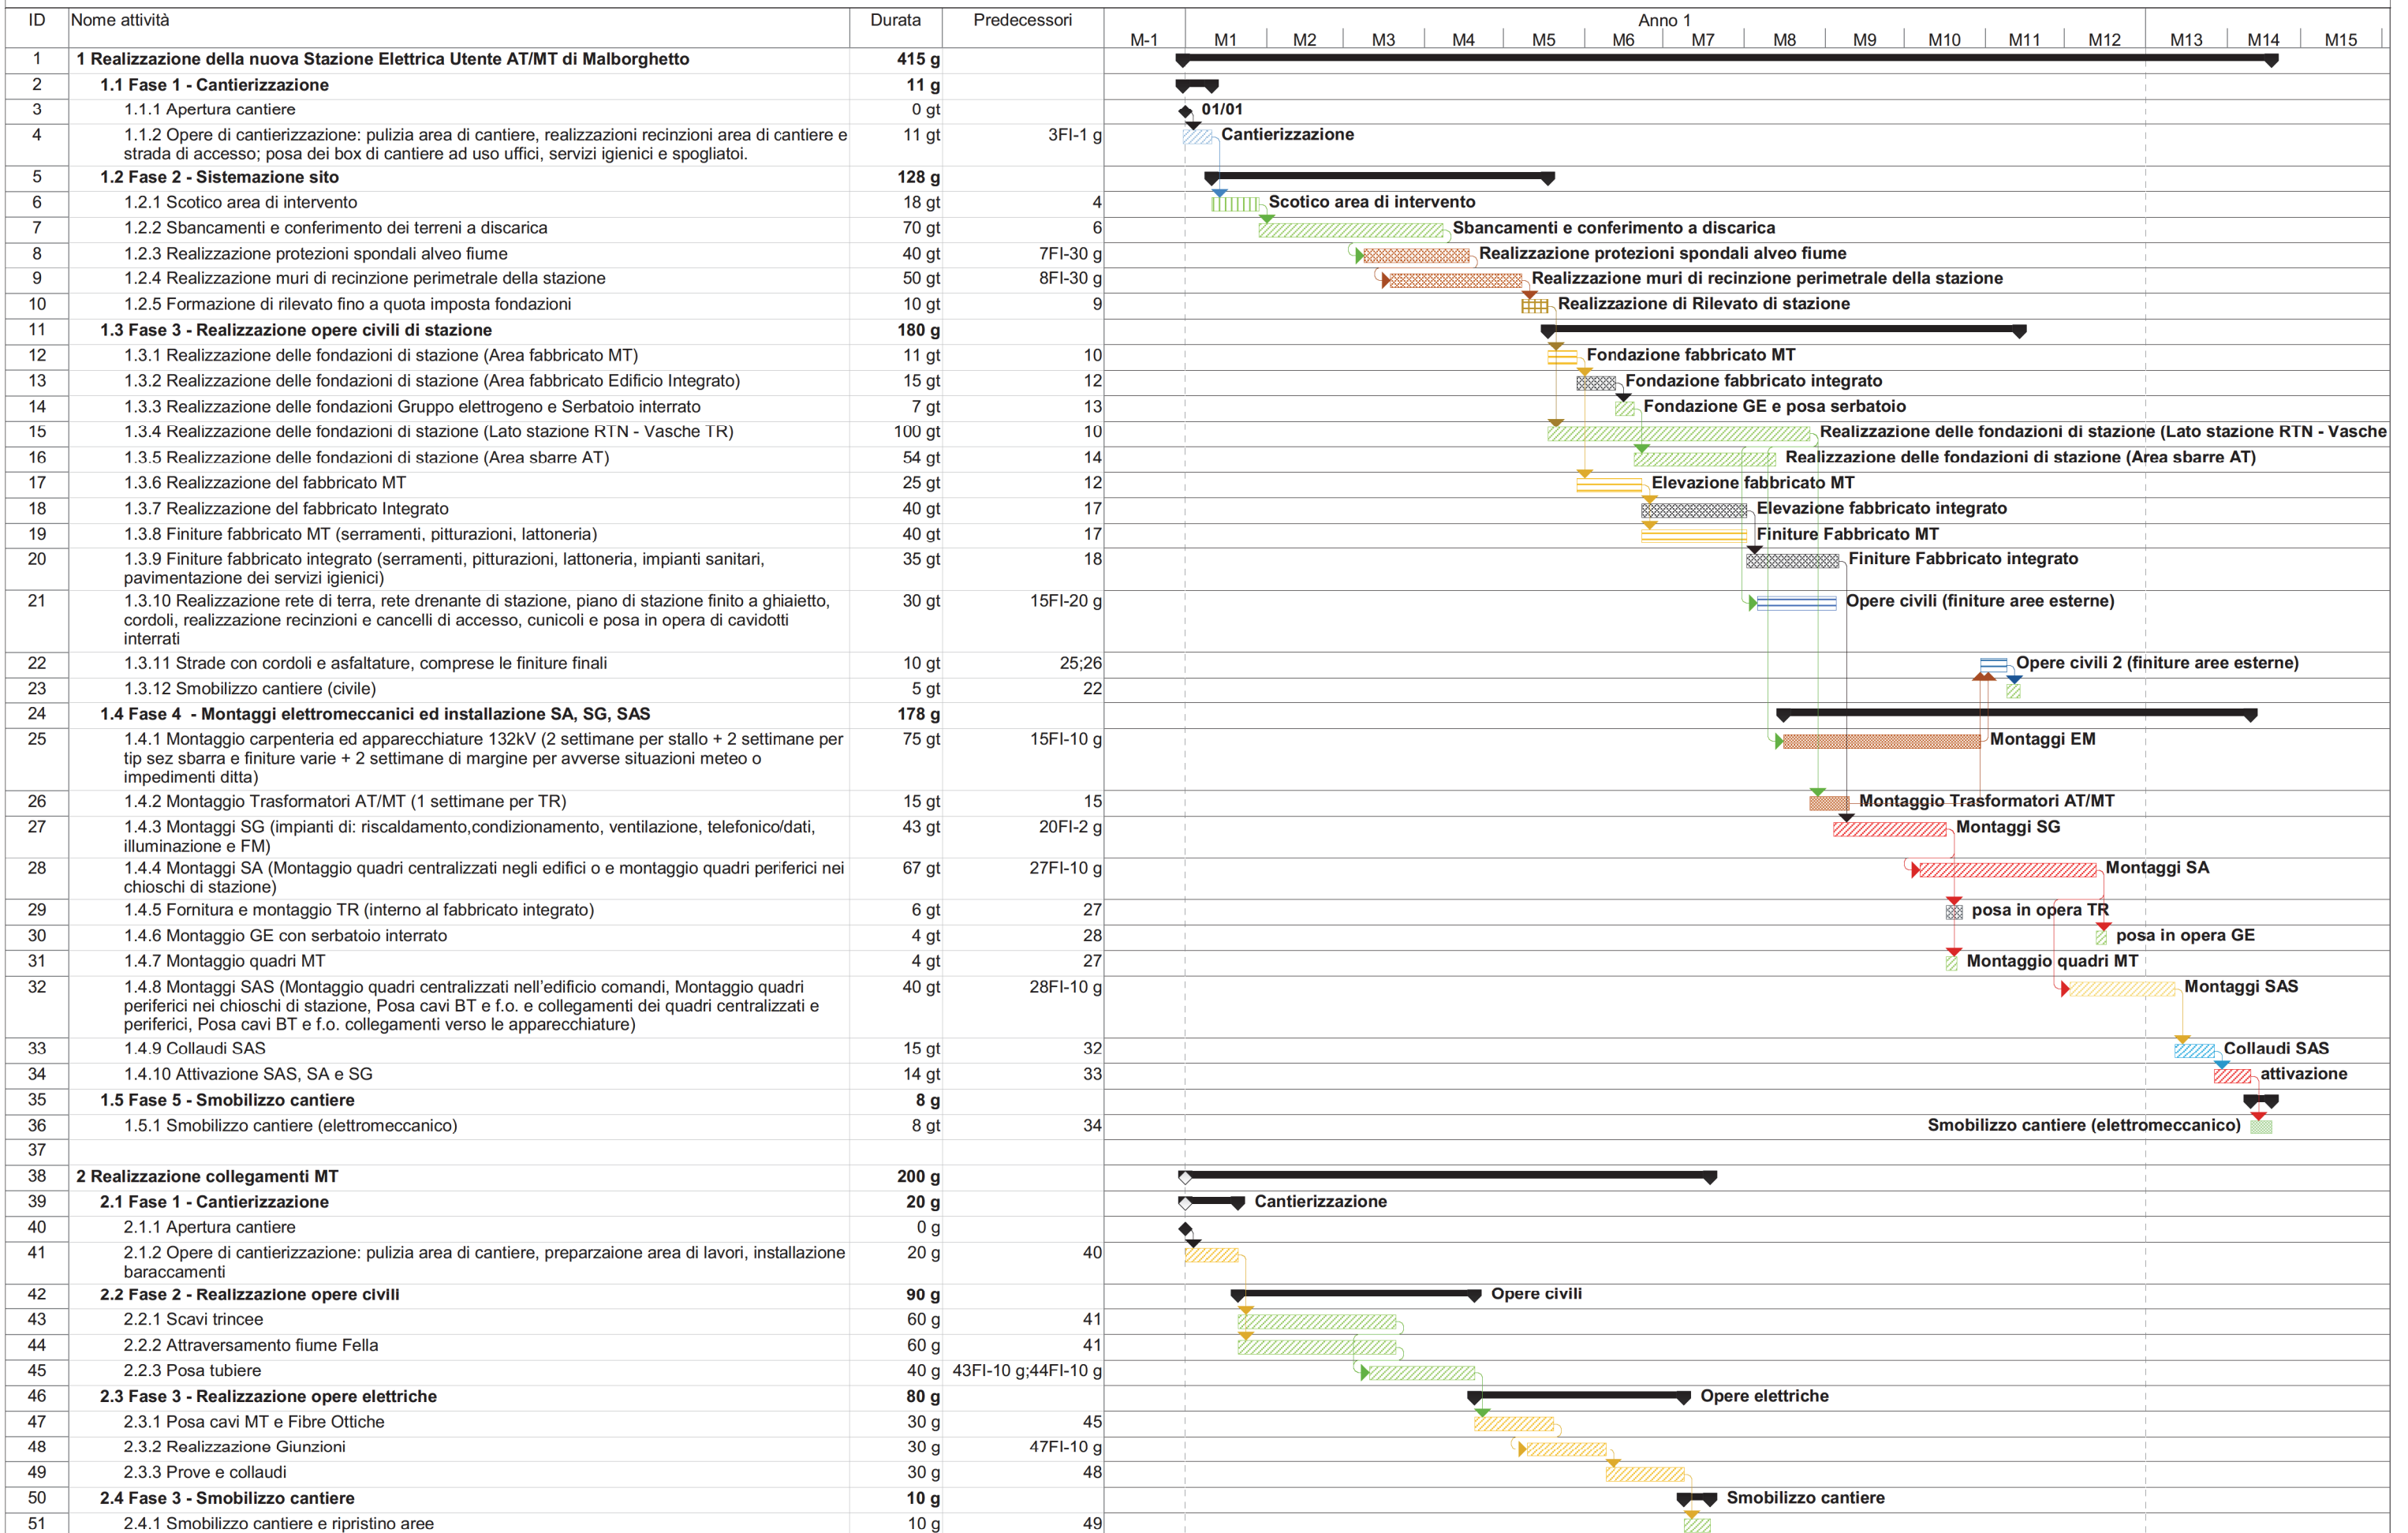 ID Nome attività Durata Predecessori Anno 1
M-1 M1 M2 M3 M4 M5 M6 M7 M8 M9 M10 M11 M12 M13 M14 M15
1 1 Realizzazione della nuova Stazione Elettrica Utente AT/MT di Malborghetto 415 g
2 1.1 Fase 1 - Cantierizzazione 11 g
3 1.1.1 Apertura cantiere 0 gt 01/01
4 1.1.2 Opere di cantierizzazione: pulizia area di cantiere, realizzazioni recinzioni area di cantiere e 11 gt 3FI-1 g Cantierizzazione
strada di accesso; posa dei box di cantiere ad uso uffici, servizi igienici e spogliatoi.
5 1.2 Fase 2 - Sistemazione sito 128 g
6 1.2.1 Scotico area di intervento 18 gt 4 Scotico area di intervento
7 1.2.2 Sbancamenti e conferimento dei terreni a discarica 70 gt 6 Sbancamenti e conferimento a discarica
8 1.2.3 Realizzazione protezioni spondali alveo fiume 40 gt 7FI-30 g Realizzazione protezioni spondali alveo fiume
9 1.2.4 Realizzazione muri di recinzione perimetrale della stazione 50 gt 8FI-30 g Realizzazione muri di recinzione perimetrale della stazione
10 1.2.5 Formazione di rilevato fino a quota imposta fondazioni 10 gt 9 Realizzazione di Rilevato di stazione
11 1.3 Fase 3 - Realizzazione opere civili di stazione 180 g
12 1.3.1 Realizzazione delle fondazioni di stazione (Area fabbricato MT) 11 gt 10 Fondazione fabbricato MT
13 1.3.2 Realizzazione delle fondazioni di stazione (Area fabbricato Edificio Integrato) 15 gt 12 Fondazione fabbricato integrato
14 1.3.3 Realizzazione delle fondazioni Gruppo elettrogeno e Serbatoio interrato 7 gt 13 Fondazione GE e posa serbatoio
15 1.3.4 Realizzazione delle fondazioni di stazione (Lato stazione RTN - Vasche TR) 100 gt 10 Realizzazione delle fondazioni di stazione (Lato stazione RTN - Vasche
16 1.3.5 Realizzazione delle fondazioni di stazione (Area sbarre AT) 54 gt 14 Realizzazione delle fondazioni di stazione (Area sbarre AT)
17 1.3.6 Realizzazione del fabbricato MT 25 gt 12 Elevazione fabbricato MT
18 1.3.7 Realizzazione del fabbricato Integrato 40 gt 17 Elevazione fabbricato integrato
19 1.3.8 Finiture fabbricato MT (serramenti, pitturazioni, lattoneria) 40 gt 17 Finiture Fabbricato MT
20 1.3.9 Finiture fabbricato integrato (serramenti, pitturazioni, lattoneria, impianti sanitari, 35 gt 18 Finiture Fabbricato integrato
pavimentazione dei servizi igienici)
21 1.3.10 Realizzazione rete di terra, rete drenante di stazione, piano di stazione finito a ghiaietto, 30 gt 15FI-20 g Opere civili (finiture aree esterne)
cordoli, realizzazione recinzioni e cancelli di accesso, cunicoli e posa in opera di cavidotti
interrati
22 1.3.11 Strade con cordoli e asfaltature, comprese le finiture finali 10 gt 25;26 Opere civili 2 (finiture aree esterne)
23 1.3.12 Smobilizzo cantiere (civile) 5 gt 22
24 1.4 Fase 4 - Montaggi elettromeccanici ed installazione SA, SG, SAS 178 g
25 1.4.1 Montaggio carpenteria ed apparecchiature 132kV (2 settimane per stallo + 2 settimane per 75 gt 15FI-10 g Montaggi EM
tip sez sbarra e finiture varie + 2 settimane di margine per avverse situazioni meteo o
impedimenti ditta)
26 1.4.2 Montaggio Trasformatori AT/MT (1 settimane per TR) 15 gt 15 Montaggio Trasformatori AT/MT
27 1.4.3 Montaggi SG (impianti di: riscaldamento,condizionamento, ventilazione, telefonico/dati, 43 gt 20FI-2 g Montaggi SG
illuminazione e FM)
28 1.4.4 Montaggi SA (Montaggio quadri centralizzati negli edifici o e montaggio quadri periferici nei 67 gt 27FI-10 g Montaggi SA
chioschi di stazione)
29 1.4.5 Fornitura e montaggio TR (interno al fabbricato integrato) 6 gt 27 posa in opera TR
30 1.4.6 Montaggio GE con serbatoio interrato 4 gt 28 posa in opera GE
31 1.4.7 Montaggio quadri MT 4 gt 27 Montaggio quadri MT
32 1.4.8 Montaggi SAS (Montaggio quadri centralizzati nell'edificio comandi, Montaggio quadri 40 gt 28FI-10 g Montaggi SAS
periferici nei chioschi di stazione, Posa cavi BT e f.o. e collegamenti dei quadri centralizzati e
periferici, Posa cavi BT e f.o. collegamenti verso le apparecchiature)
33 1.4.9 Collaudi SAS 15 gt 32 Collaudi SAS
34 1.4.10 Attivazione SAS, SA e SG 14 gt 33 attivazione
35 1.5 Fase 5 - Smobilizzo cantiere 8 g
36 1.5.1 Smobilizzo cantiere (elettromeccanico) 8 gt 34 Smobilizzo cantiere (elettromeccanico)
37
38 2 Realizzazione collegamenti MT 200 g
39 2.1 Fase 1 - Cantierizzazione 20 g Cantierizzazione
40 2.1.1 Apertura cantiere 0 g
41 2.1.2 Opere di cantierizzazione: pulizia area di cantiere, preparzaione area di lavori, installazione 20 g 40
baraccamenti
42 2.2 Fase 2 - Realizzazione opere civili 90 g Opere civili
43 2.2.1 Scavi trincee 60 g 41
44 2.2.2 Attraversamento fiume Fella 60 g 41
45 2.2.3 Posa tubiere 40 g 43FI-10 g;44FI-10 g
46 2.3 Fase 3 - Realizzazione opere elettriche 80 g Opere elettriche
47 2.3.1 Posa cavi MT e Fibre Ottiche 30 g 45
48 2.3.2 Realizzazione Giunzioni 30 g 47FI-10 g
49 2.3.3 Prove e collaudi 30 g 48
50 2.4 Fase 3 - Smobilizzo cantiere 10 g Smobilizzo cantiere
51 2.4.1 Smobilizzo cantiere e ripristino aree 10 g 49